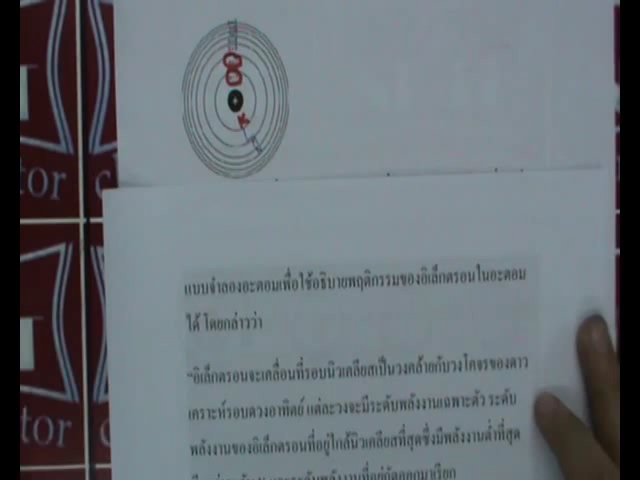 tor
แบบจำลองอะตอมเพื่อใช้อธิบายพฤติกรรมของอิเล็กตรอนในอะตอม
ได้ โดยกล่าวว่า
"อิเล็กตรอนจะเคลื่อนที่รอบนิวเคลียสเป็นวงคล้ายกับวงโคจรของดาว
เคราะห์รอบดวงอาทิตย์ แต่ละวงจะมีระดับพลังงานเฉพาะตัว ระดับ
พลังงานของอิเล็กตรอนที่อยู่ใกล้นิวเคลียสที่สุดซึ่งมีพลังงานต่ำที่สุด
tor